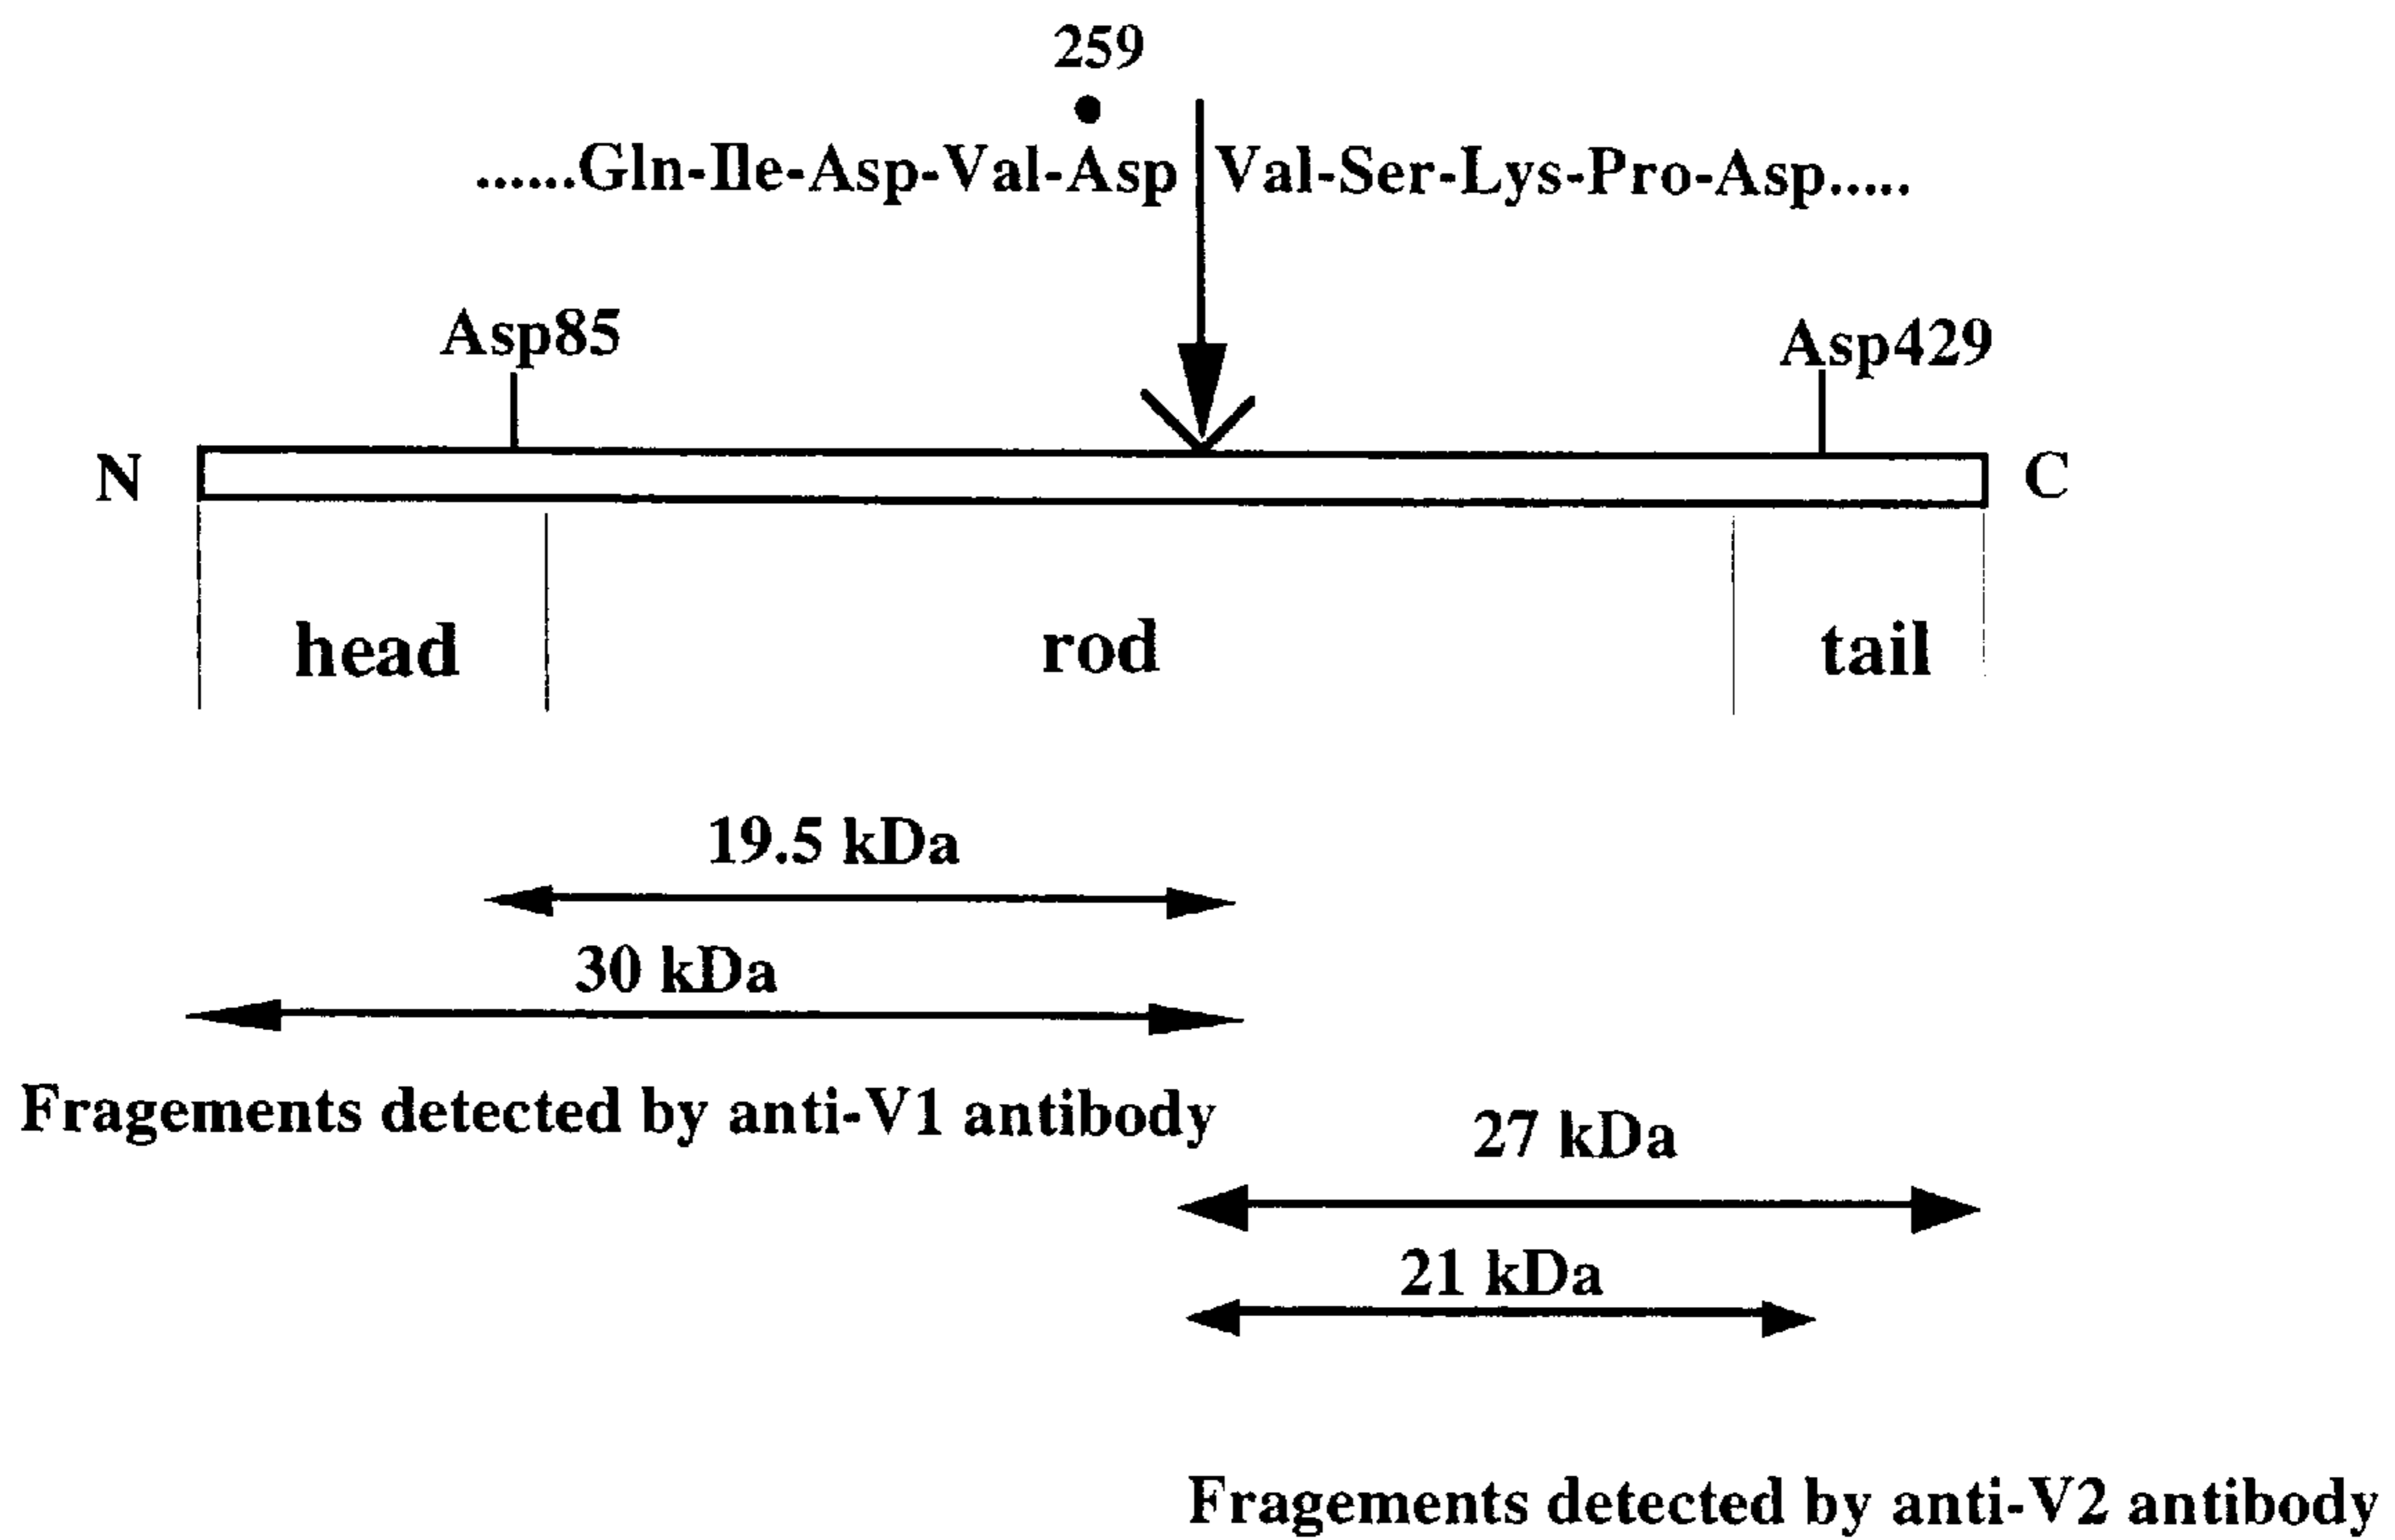 259
......Gln-Ile-Asp-Val-Asp Val-Ser-Lys-Pro-Asp.....
Asp85
Asp429
N
C
head
rod
tail
19.5 kDa
30 kDa
Fragements detected by anti-V1 antibody
27 kDa
21 kDa
Fragements detected by anti-V2 antibody